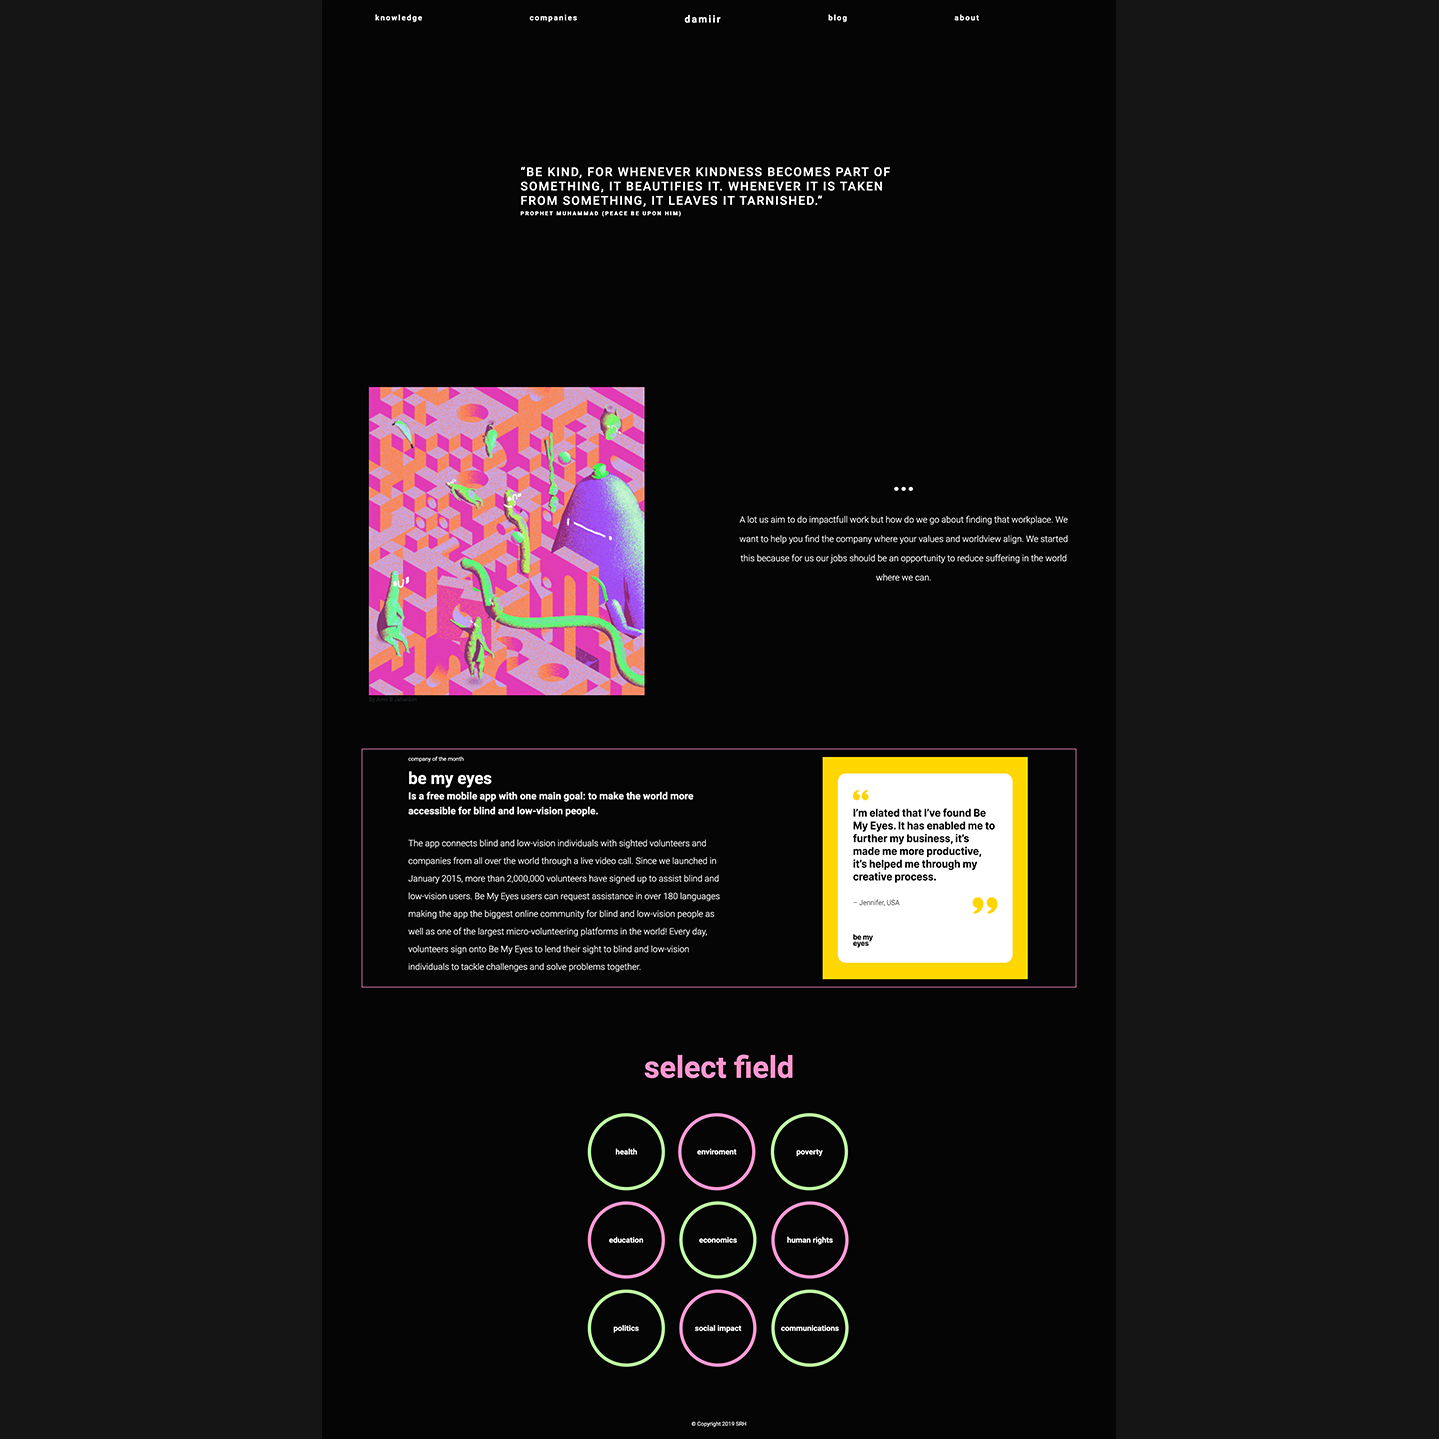 knowledge
companies
damiir
blog
about
“BE KIND, FOR WHENEVER KINDNESS BECOMES PART OF
SOMETHING, IT BEAUTIFIES IT. WHENEVER IT IS TAKEN
FROM SOMETHING, IT LEAVES IT TARNISHED.”
PROPHET MUHAMMAD (PEACE BE UPON HIM)
A lot us aim to do impactfull work but how do we go about finding that workplace. We
want to help you find the company where your values and worldview align. We started
this because for us our jobs should be an opportunity to reduce suffering in the world
where we can.
company of the month
be my eyes
Is a free mobile app with one main goal: to make the world more
accessible for blind and low-vision people.
The app connects blind and low-vision individuals with sighted volunteers and
companies from all over the world through a live video call. Since we launched in
January 2015, more than 2,000,000 volunteers have signed up to assist blind and
low-vision users. Be My Eyes users can request assistance in over 180 languages
making the app the biggest online community for blind and low-vision people as
well as one of the largest micro-volunteering platforms in the world! Every day,
volunteers sign onto Be My Eyes to lend their sight to blind and low-vision
individuals to tackle challenges and solve problems together.
“
I’m elated that I’ve found Be
My Eyes. It has enabled me to
further my business, it’s
made me more productive,
it’s helped me through my
creative process.
– Jennifer, USA
”
be my
eyes
select field
health
enviroment
poverty
education
economics
human rights
politics
social impact
communications
© Copyright 2019 SRH